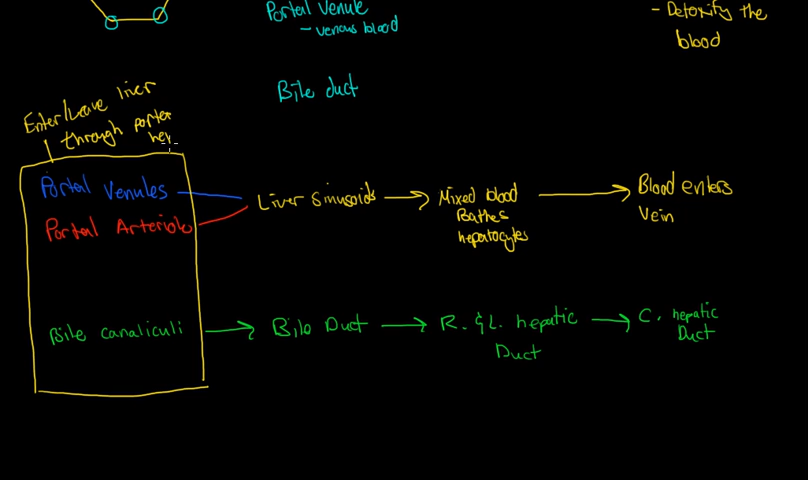 Portal Venule
- venous blood
- Detoxify the
blood
Bile duct
Enter/Leave liver
through porter
hep
Portal Venules
Portal Arteriole
Liver Sinusoids
Mixed blood
Bathes
hepatocytes
Blood enters
Vein
Bile canaliculi
Bile Duct
R. & L. hepatic
Duct
C. hepatic
Duct